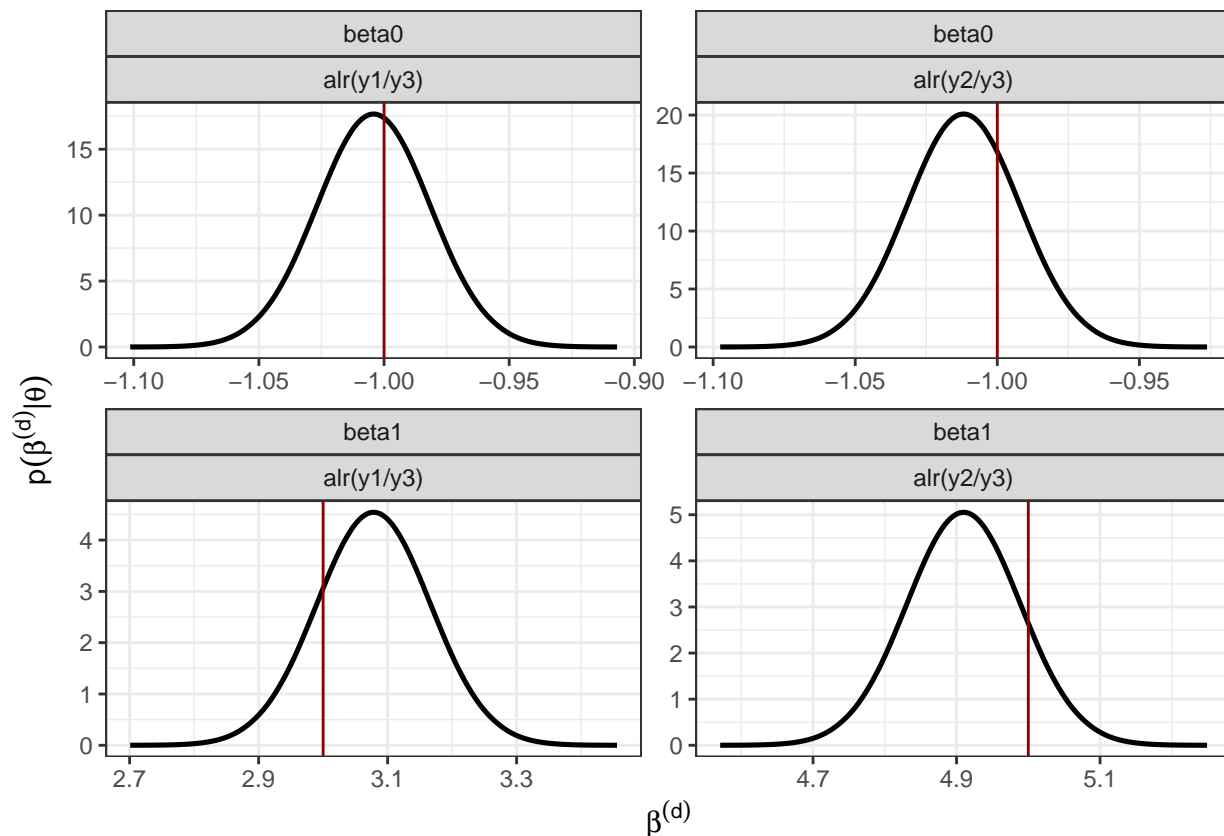 beta0
beta0
alr(y1/y3)
alr(y2/y3)
15
10
5
0
20
15
10
5
0
−1.10 −1.05 −1.00 −0.95 −0.90
−1.10 −1.05 −1.00 −0.95
p(β^(d)|θ)
beta1
beta1
alr(y1/y3)
alr(y2/y3)
4
3
2
1
0
5
4
3
2
1
0
2.7 2.9 3.1 3.3
4.7 4.9 5.1
β^(d)